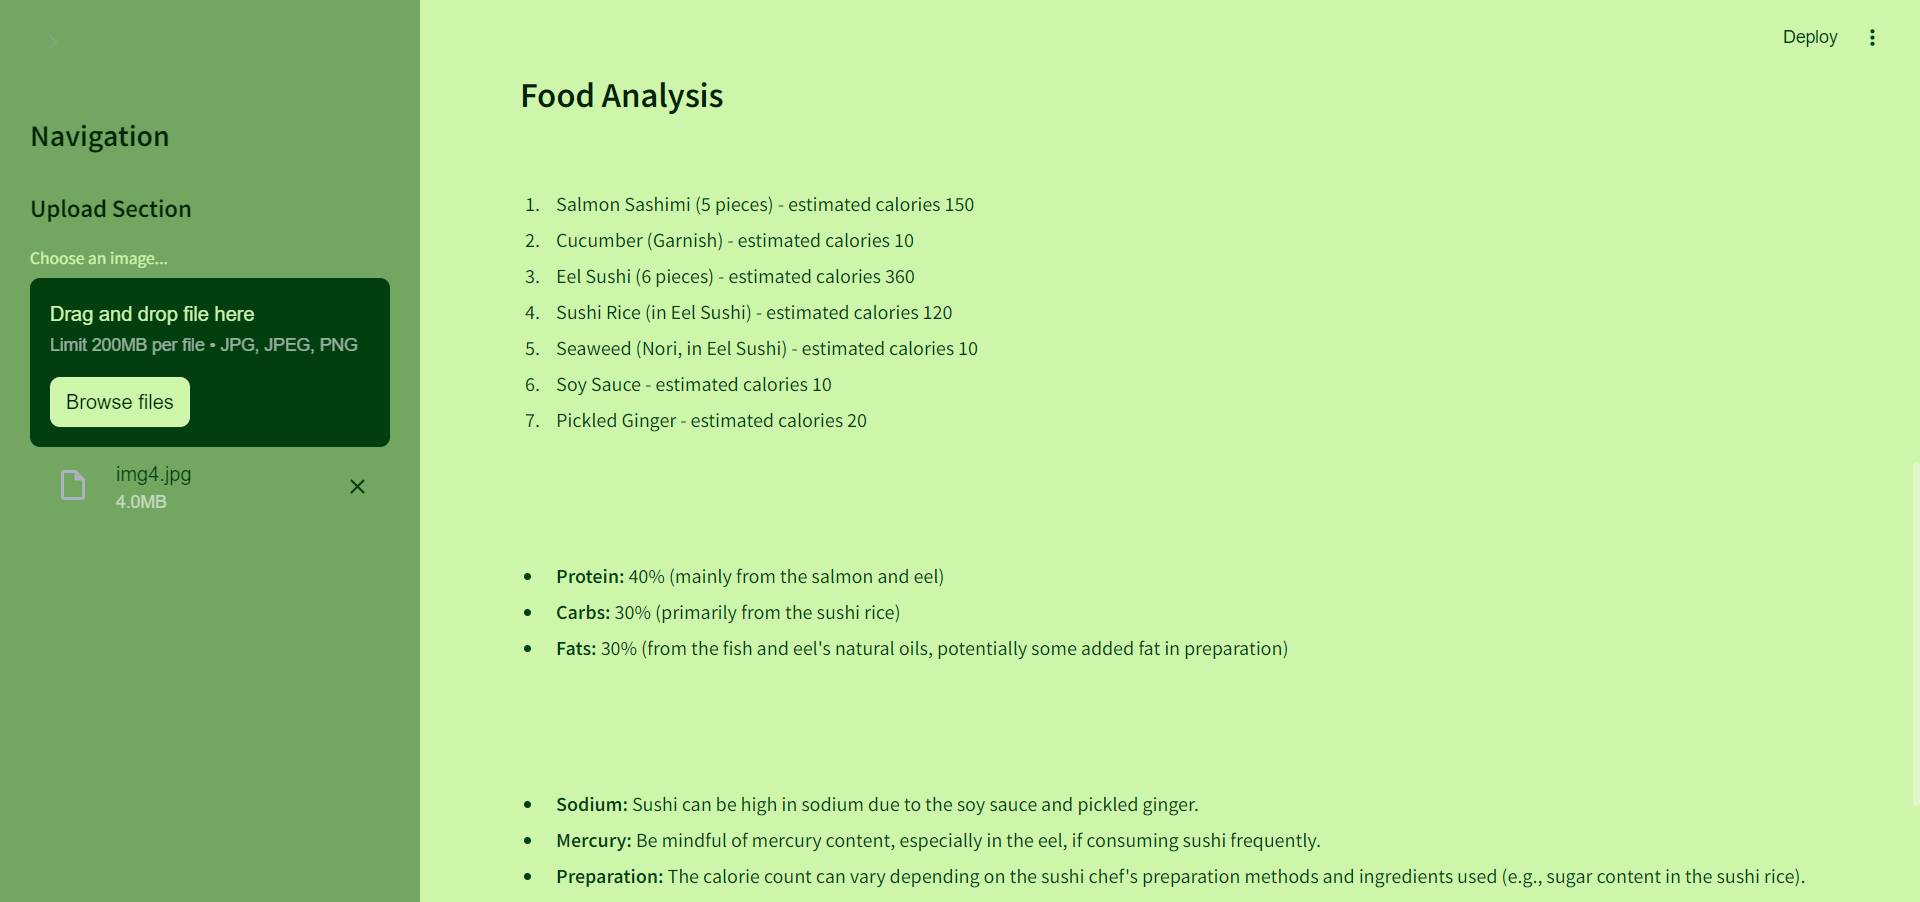 Deploy
Navigation
Upload Section
Choose an image...
Drag and drop file here
Limit 200MB per file • JPG, JPEG, PNG
Browse files
img4.jpg
4.0MB
Food Analysis
1. Salmon Sashimi (5 pieces) - estimated calories 150
2. Cucumber (Garnish) - estimated calories 10
3. Eel Sushi (6 pieces) - estimated calories 360
4. Sushi Rice (in Eel Sushi) - estimated calories 120
5. Seaweed (Nori, in Eel Sushi) - estimated calories 10
6. Soy Sauce - estimated calories 10
7. Pickled Ginger - estimated calories 20
• Protein: 40% (mainly from the salmon and eel)
• Carbs: 30% (primarily from the sushi rice)
• Fats: 30% (from the fish and eel's natural oils, potentially some added fat in preparation)
• Sodium: Sushi can be high in sodium due to the soy sauce and pickled ginger.
• Mercury: Be mindful of mercury content, especially in the eel, if consuming sushi frequently.
• Preparation: The calorie count can vary depending on the sushi chef's preparation methods and ingredients used (e.g., sugar content in the sushi rice).